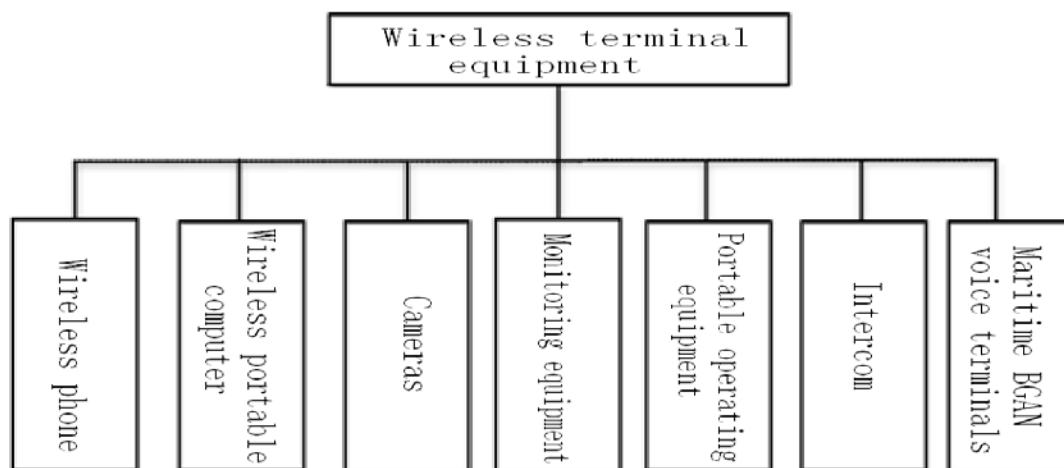 Wireless terminal
equipment
Wireless phone
Wireless portable
computer
Cameras
Monitoring equipment
Portable operating
equipment
Intercom
Maritime BGAN
voice terminals